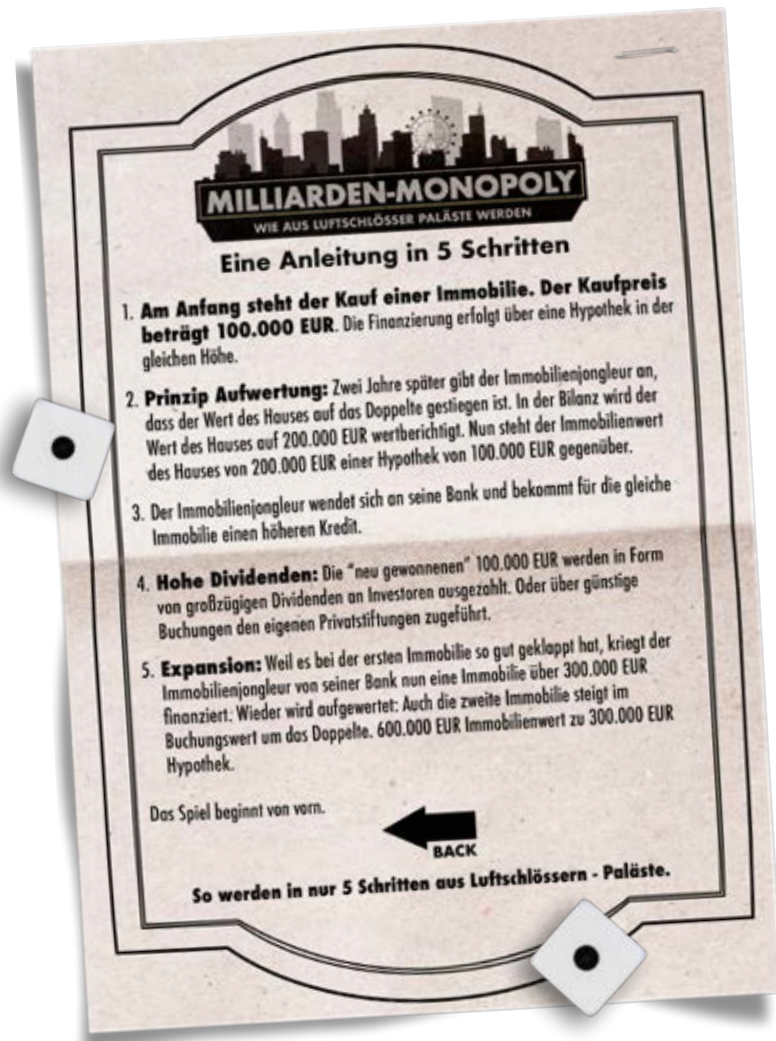 MILLIARDEN-MONOPOLY
WIE AUS LUFTSCHLÖSSER PALÄSTE WERDEN
Eine Anleitung in 5 Schritten
1. Am Anfang steht der Kauf einer Immobilie. Der Kaufpreis
beträgt 100.000 EUR. Die Finanzierung erfolgt über eine Hypothek in der
gleichen Höhe.
2. Prinzip Aufwertung: Zwei Jahre später gibt der Immobilienjongleur an,
dass der Wert des Hauses auf das Doppelte gestiegen ist. In der Bilanz wird der
Wert des Hauses auf 200.000 EUR wertberichtigt. Nun steht der Immobilienwert
des Hauses von 200.000 EUR einer Hypothek von 100.000 EUR gegenüber.
3. Der Immobilienjongleur wendet sich an seine Bank und bekommt für die gleiche
Immobilie einen höheren Kredit.
4. Hohe Dividenden: Die "neu gewonnenen" 100.000 EUR werden in Form
von großzügigen Dividenden an Investoren ausgezahlt. Oder über günstige
Buchungen den eigenen Privatstiftungen zugeführt.
5. Expansion: Weil es bei der ersten Immobilie so gut geklappt hat, kriegt der
Immobilienjongleur von seiner Bank nun eine Immobilie über 300.000 EUR
finanziert: Wieder wird aufgewertet: Auch die zweite Immobilie steigt im
Buchungswert um das Doppelte. 600.000 EUR Immobilienwert zu 300.000 EUR
Hypothek.
Das Spiel beginnt von vorn.
BACK
So werden in nur 5 Schritten aus Luftschlössern - Paläste.